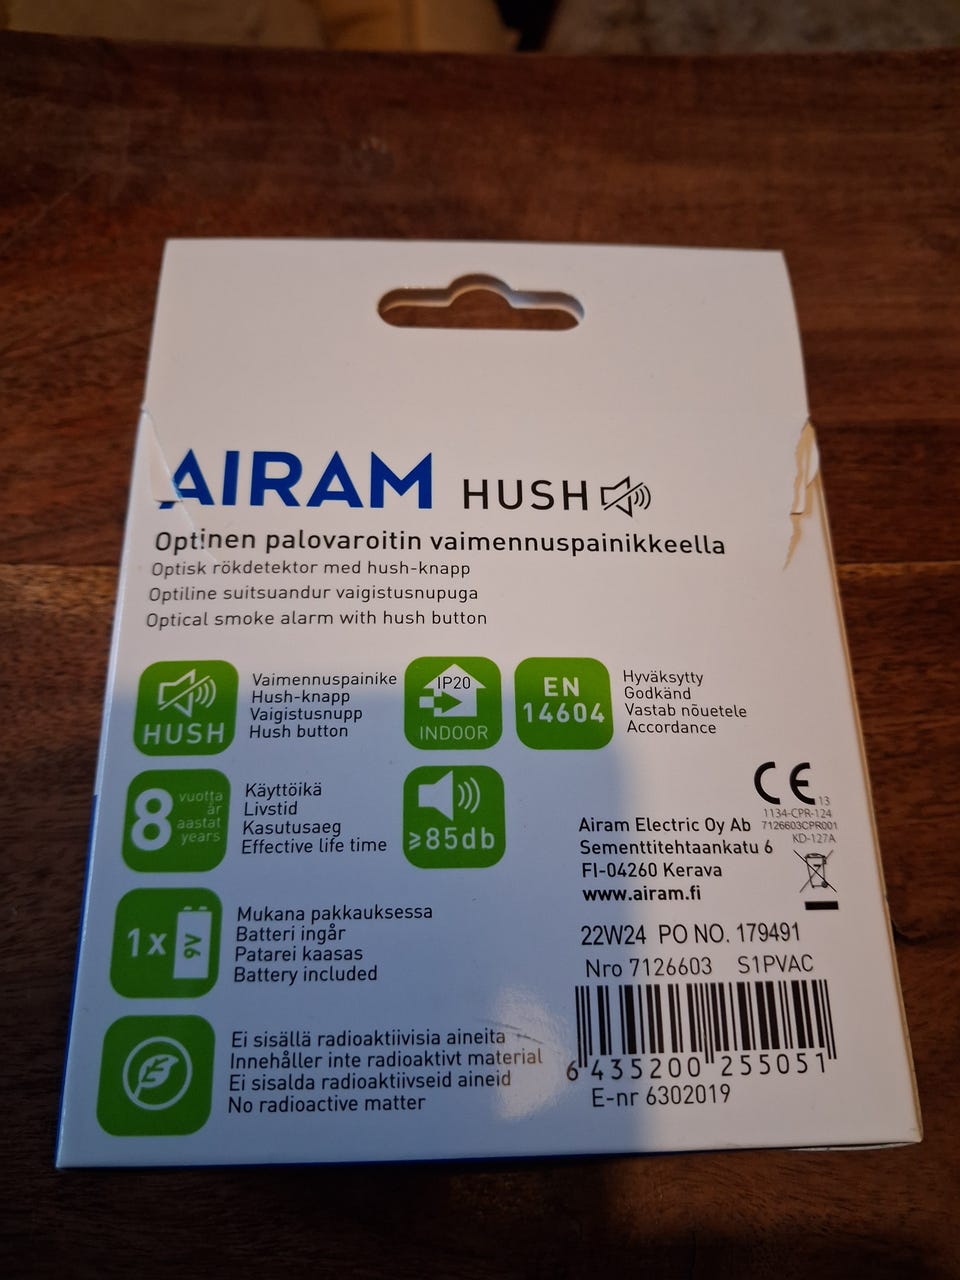 AIRAM HUSH
Optinen palovaroitin vaimennuspainikkeella
Optisk rökdetektor med hush-knapp
Optiline suitsuandur vaigistusnupuga
Optical smoke alarm with hush button
HUSH
Vaimennuspainike
Hush-knapp
Vaigistusnupp
Hush button
IP20
INDOOR
EN
14604
Hyväksytty
Godkänd
Vastab nõuetele
Accordance
8 vuotta
år
aastat
years
Käyttöikä
Livstid
Kasutusaeg
Effective life time
≥85db
CE
13
1134-CPR-124
7126603CPR001
KD-127A
Airam Electric Oy Ab
Sementtitehtaankatu 6
FI-04260 Kerava
www.airam.fi
1x 9V
Mukana pakkauksessa
Batteri ingår
Patarei kaasas
Battery included
22W24 PO NO. 179491
Nro 7126603 S1PVAC
6 435200 255051
E-nr 6302019
Ei sisällä radioaktiivisia aineita
Innehåller inte radioaktivt material
Ei sisalda radioaktiivseid aineid
No radioactive matter